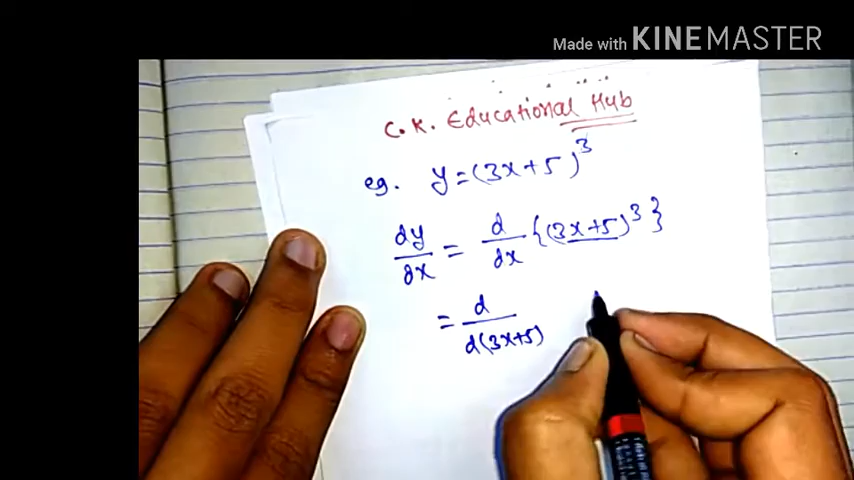 Made with KINEMASTER
C.K. Educational Hub
eg. y=(3x+5)³
dy/dx = d/dx {(3x+5)³}
= d/d(3x+5)